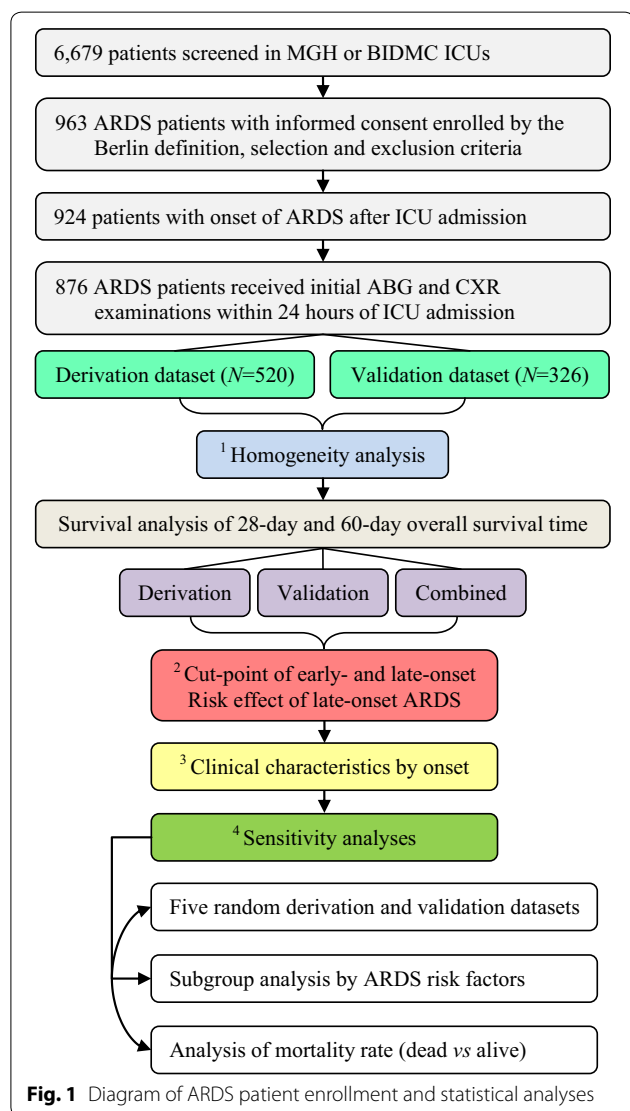 6,679 patients screened in MGH or BIDMC ICUs
963 ARDS patients with informed consent enrolled by the
Berlin definition, selection and exclusion criteria
924 patients with onset of ARDS after ICU admission
876 ARDS patients received initial ABG and CXR
examinations within 24 hours of ICU admission
Derivation dataset (N=520)
Validation dataset (N=326)
1 Homogeneity analysis
Survival analysis of 28-day and 60-day overall survival time
Derivation
Validation
Combined
2 Cut-point of early- and late-onset
Risk effect of late-onset ARDS
3 Clinical characteristics by onset
4 Sensitivity analyses
Five random derivation and validation datasets
Subgroup analysis by ARDS risk factors
Analysis of mortality rate (dead vs alive)
Fig. 1 Diagram of ARDS patient enrollment and statistical analyses